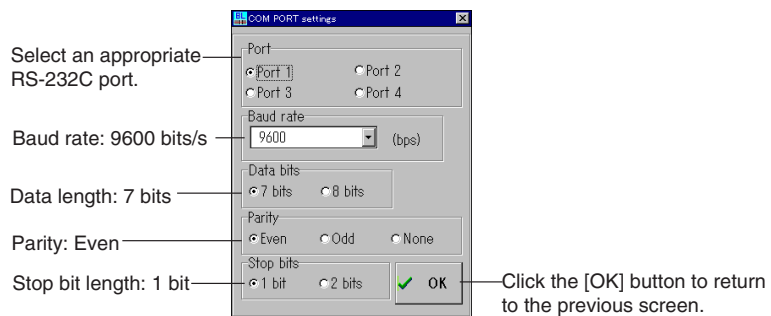 COM PORT settings
Select an appropriate
RS-232C port.
Port
Port 1
Port 2
Port 3
Port 4
Baud rate: 9600 bits/s
Baud rate
9600
(bps)
Data length: 7 bits
Data bits
7 bits
8 bits
Parity: Even
Parity
Even
Odd
None
Stop bit length: 1 bit
Stop bits
1 bit
2 bits
OK
Click the [OK] button to return
to the previous screen.